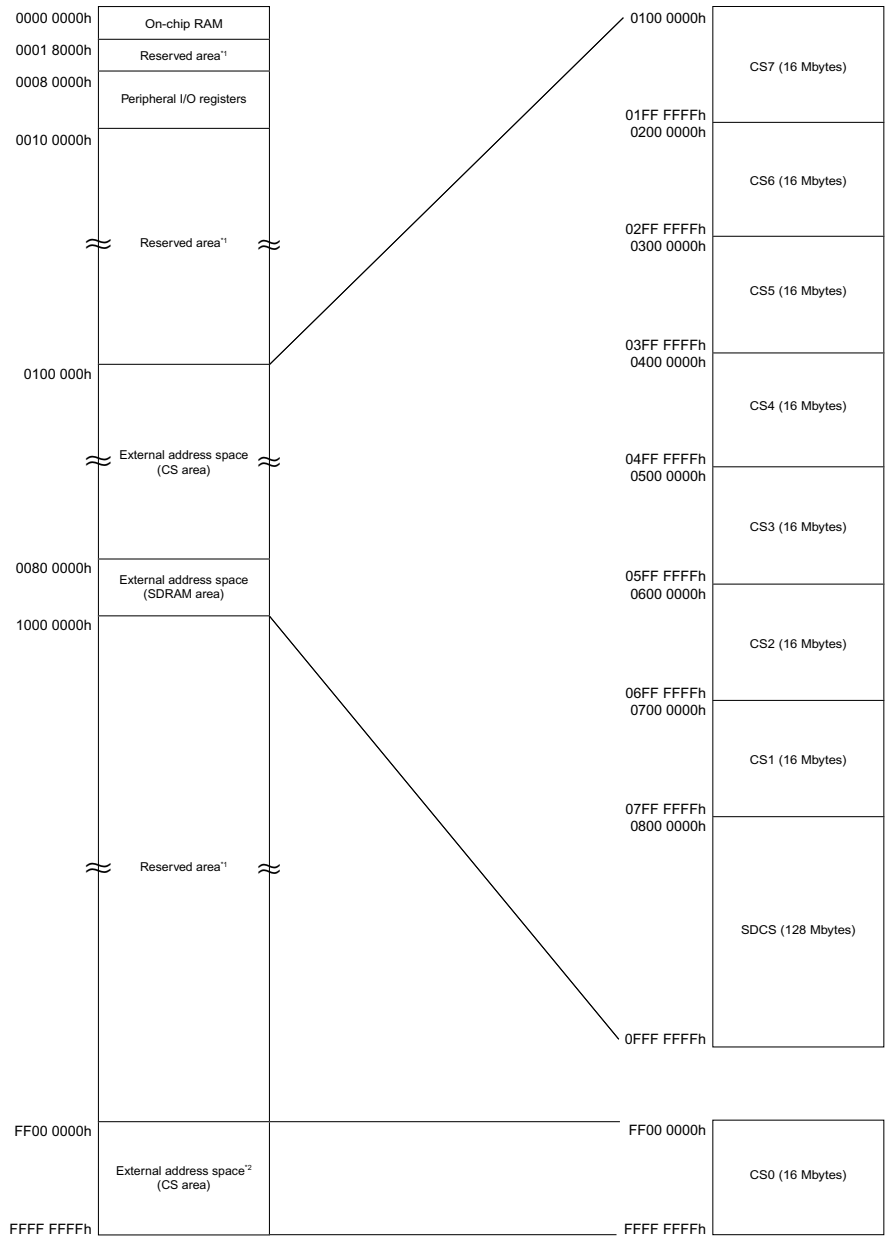 0000 0000h
On-chip RAM
0001 8000h
Reserved area*1
0008 0000h
Peripheral I/O registers
0010 0000h
Reserved area*1
0100 000h
External address space
(CS area)
0080 0000h
External address space
(SDRAM area)
1000 0000h
Reserved area*1
FF00 0000h
External address space*2
(CS area)
FFFF FFFFh
0100 0000h
CS7 (16 Mbytes)
01FF FFFFh
0200 0000h
CS6 (16 Mbytes)
02FF FFFFh
0300 0000h
CS5 (16 Mbytes)
03FF FFFFh
0400 0000h
CS4 (16 Mbytes)
04FF FFFFh
0500 0000h
CS3 (16 Mbytes)
05FF FFFFh
0600 0000h
CS2 (16 Mbytes)
06FF FFFFh
0700 0000h
CS1 (16 Mbytes)
07FF FFFFh
0800 0000h
SDCS (128 Mbytes)
0FFF FFFFh
FF00 0000h
CS0 (16 Mbytes)
FFFF FFFFh